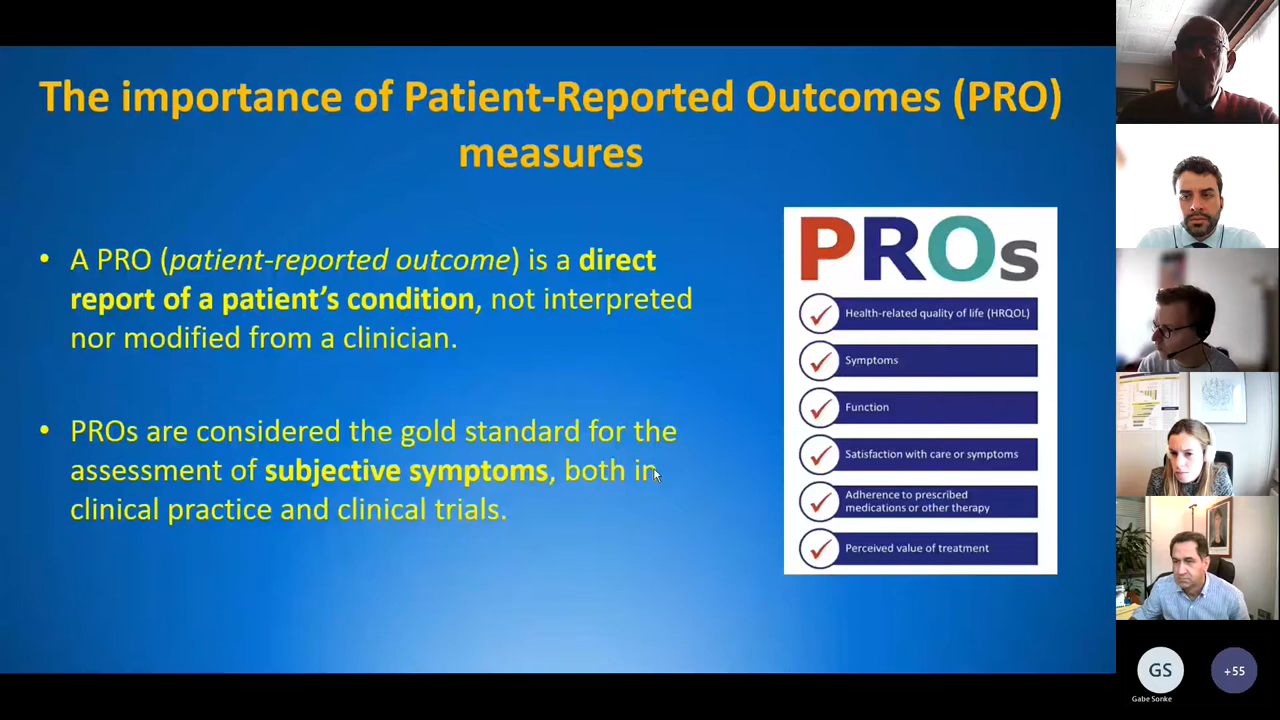 The importance of Patient-Reported Outcomes (PRO)
measures
• A PRO (patient-reported outcome) is a direct
report of a patient’s condition, not interpreted
nor modified from a clinician.
• PROs are considered the gold standard for the
assessment of subjective symptoms, both in
clinical practice and clinical trials.
PROs
Health-related quality of life (HRQOL)
Symptoms
Function
Satisfaction with care or symptoms
Adherence to prescribed
medications or other therapy
Perceived value of treatment
GS
Gabe Sonke
+55